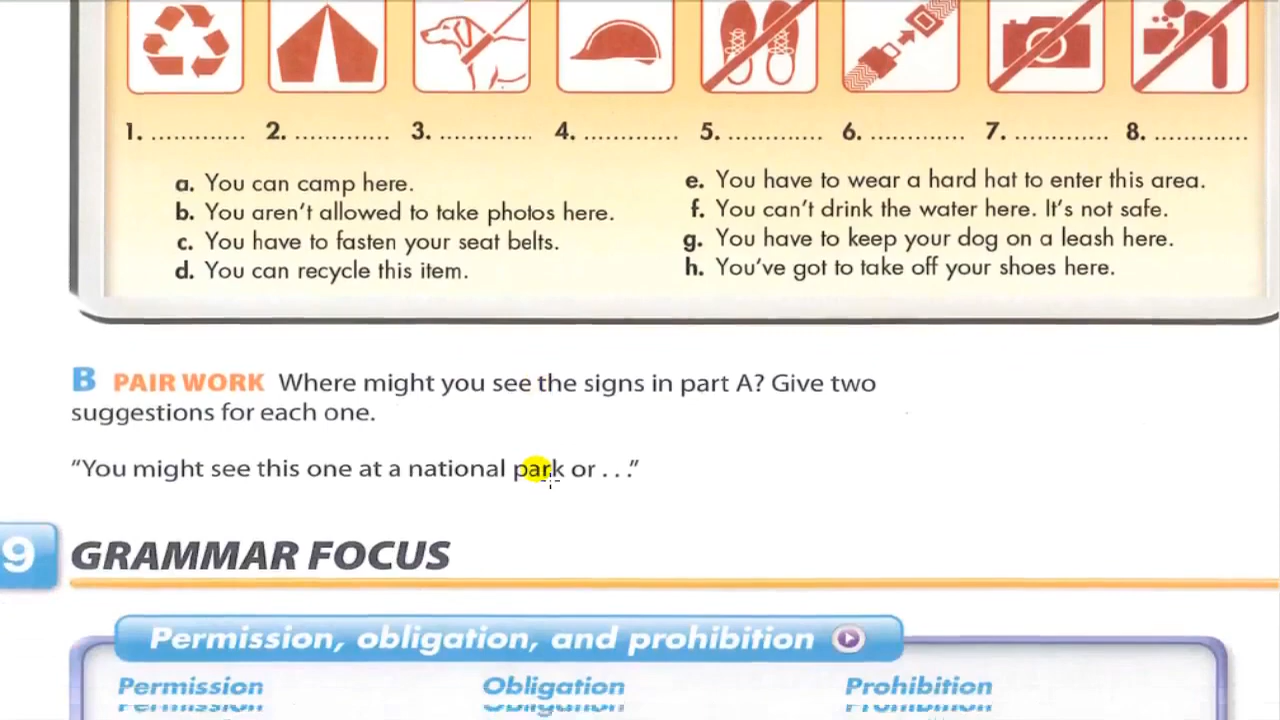 1. ............. 2. ............. 3. ............. 4. ............. 5. ............. 6. ............. 7. ............. 8. .............
a. You can camp here.
b. You aren't allowed to take photos here.
c. You have to fasten your seat belts.
d. You can recycle this item.
e. You have to wear a hard hat to enter this area.
f. You can't drink the water here. It's not safe.
g. You have to keep your dog on a leash here.
h. You've got to take off your shoes here.
B PAIR WORK Where might you see the signs in part A? Give two
suggestions for each one.
“You might see this one at a national park or . . .”
9 GRAMMAR FOCUS
Permission, obligation, and prohibition
Permission Obligation Prohibition
Permission Obligation Prohibition